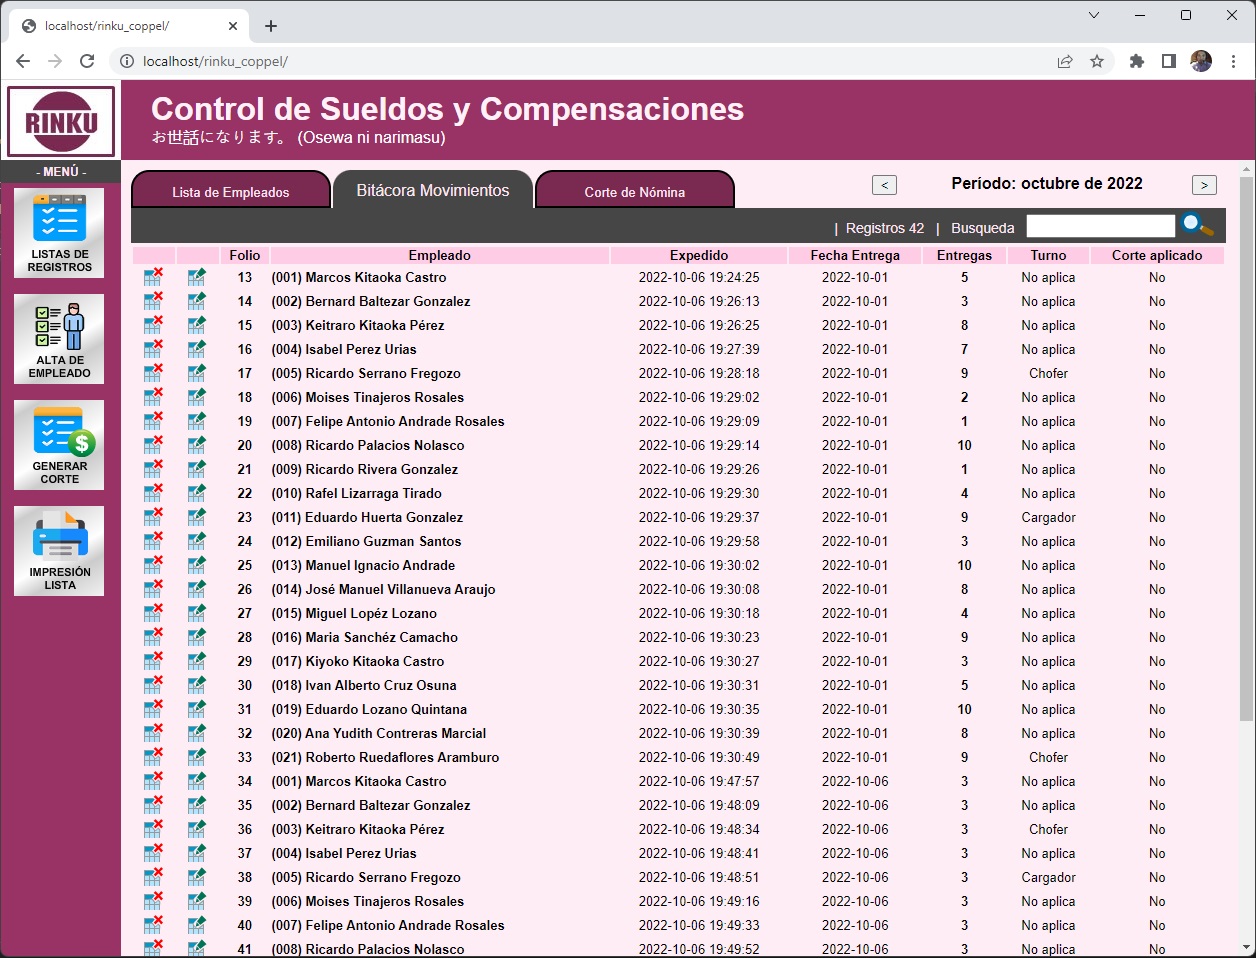 localhost/rinku_coppel/
localhost/rinku_coppel/
RINKU
Control de Sueldos y Compensaciones
お世話になります。 (Osewa ni narimasu)
- MENÚ -
LISTAS DE
REGISTROS
ALTA DE
EMPLEADO
$
GENERAR
CORTE
IMPRESIÓN
LISTA
Lista de Empleados Bitácora Movimientos Corte de Nómina < Período: octubre de 2022 >
| Registros 42 | Busqueda
Folio Empleado Expedido Fecha Entrega Entregas Turno Corte aplicado
13 (001) Marcos Kitaoka Castro 2022-10-06 19:24:25 2022-10-01 5 No aplica No
14 (002) Bernard Baltezar Gonzalez 2022-10-06 19:26:13 2022-10-01 3 No aplica No
15 (003) Keitraro Kitaoka Pérez 2022-10-06 19:26:25 2022-10-01 8 No aplica No
16 (004) Isabel Perez Urias 2022-10-06 19:27:39 2022-10-01 7 No aplica No
17 (005) Ricardo Serrano Fregozo 2022-10-06 19:28:18 2022-10-01 9 Chofer No
18 (006) Moises Tinajeros Rosales 2022-10-06 19:29:02 2022-10-01 2 No aplica No
19 (007) Felipe Antonio Andrade Rosales 2022-10-06 19:29:09 2022-10-01 1 No aplica No
20 (008) Ricardo Palacios Nolasco 2022-10-06 19:29:14 2022-10-01 10 No aplica No
21 (009) Ricardo Rivera Gonzalez 2022-10-06 19:29:26 2022-10-01 1 No aplica No
22 (010) Rafel Lizarraga Tirado 2022-10-06 19:29:30 2022-10-01 4 No aplica No
23 (011) Eduardo Huerta Gonzalez 2022-10-06 19:29:37 2022-10-01 9 Cargador No
24 (012) Emiliano Guzman Santos 2022-10-06 19:29:58 2022-10-01 3 No aplica No
25 (013) Manuel Ignacio Andrade 2022-10-06 19:30:02 2022-10-01 10 No aplica No
26 (014) José Manuel Villanueva Araujo 2022-10-06 19:30:08 2022-10-01 8 No aplica No
27 (015) Miguel Lopéz Lozano 2022-10-06 19:30:18 2022-10-01 4 No aplica No
28 (016) Maria Sanchéz Camacho 2022-10-06 19:30:23 2022-10-01 9 No aplica No
29 (017) Kiyoko Kitaoka Castro 2022-10-06 19:30:27 2022-10-01 3 No aplica No
30 (018) Ivan Alberto Cruz Osuna 2022-10-06 19:30:31 2022-10-01 5 No aplica No
31 (019) Eduardo Lozano Quintana 2022-10-06 19:30:35 2022-10-01 10 No aplica No
32 (020) Ana Yudith Contreras Marcial 2022-10-06 19:30:39 2022-10-01 8 No aplica No
33 (021) Roberto Ruedaflores Aramburo 2022-10-06 19:30:49 2022-10-01 9 Chofer No
34 (001) Marcos Kitaoka Castro 2022-10-06 19:47:57 2022-10-06 3 No aplica No
35 (002) Bernard Baltezar Gonzalez 2022-10-06 19:48:09 2022-10-06 3 No aplica No
36 (003) Keitraro Kitaoka Pérez 2022-10-06 19:48:34 2022-10-06 3 Chofer No
37 (004) Isabel Perez Urias 2022-10-06 19:48:41 2022-10-06 3 No aplica No
38 (005) Ricardo Serrano Fregozo 2022-10-06 19:48:51 2022-10-06 3 Cargador No
39 (006) Moises Tinajeros Rosales 2022-10-06 19:49:16 2022-10-06 3 No aplica No
40 (007) Felipe Antonio Andrade Rosales 2022-10-06 19:49:33 2022-10-06 3 No aplica No
41 (008) Ricardo Palacios Nolasco 2022-10-06 19:49:52 2022-10-06 3 No aplica No